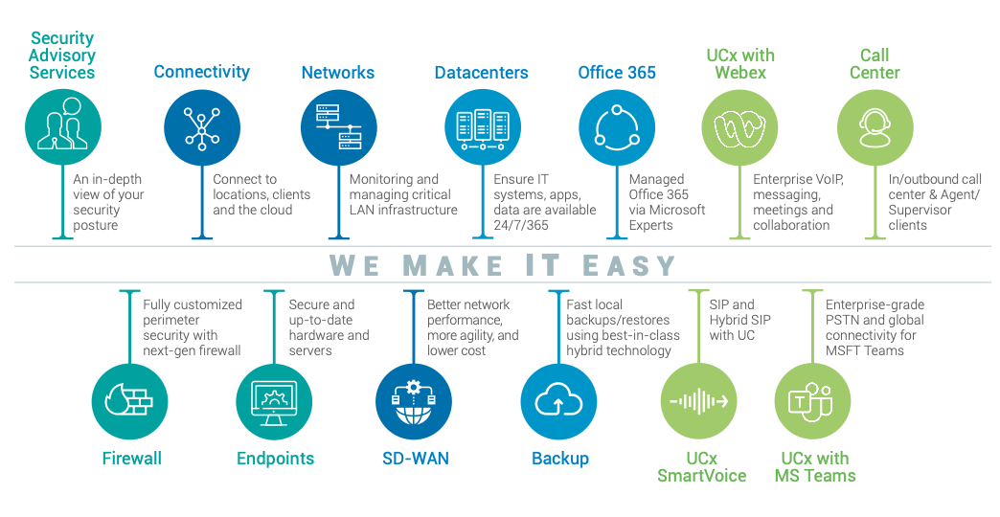 Security
Advisory
Services
Connectivity
Networks
Datacenters
Office 365
UCx with
Webex
Call
Center
An in-depth
view of your
security
posture
Connect to
locations, clients
and the cloud
Monitoring and
managing critical
LAN infrastructure
Ensure IT
systems, apps,
data are available
24/7/365
Managed
Office 365
via Microsoft
Experts
Enterprise VoIP,
messaging,
meetings and
collaboration
In/outbound call
center & Agent/
Supervisor
clients
WE MAKE IT EASY
Fully customized
perimeter
security with
next-gen firewall
Secure and
up-to-date
hardware and
servers
Better network
performance,
more agility, and
lower cost
Fast local
backups/restores
using best-in-class
hybrid technology
SIP and
Hybrid SIP
with UC
Enterprise-grade
PSTN and global
connectivity for
MSFT Teams
T
Firewall
Endpoints
SD-WAN
Backup
UCx
SmartVoice
UCx with
MS Teams